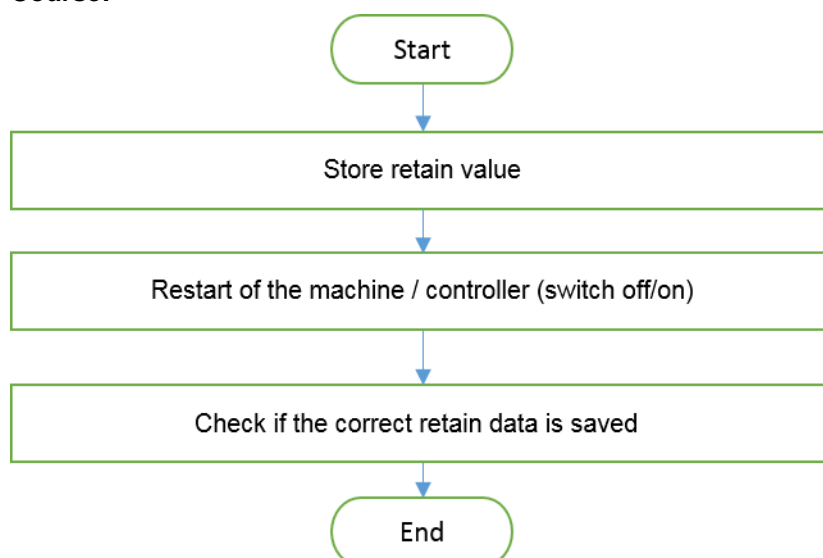 Start
Store retain value
Restart of the machine / controller (switch off/on)
Check if the correct retain data is saved
End